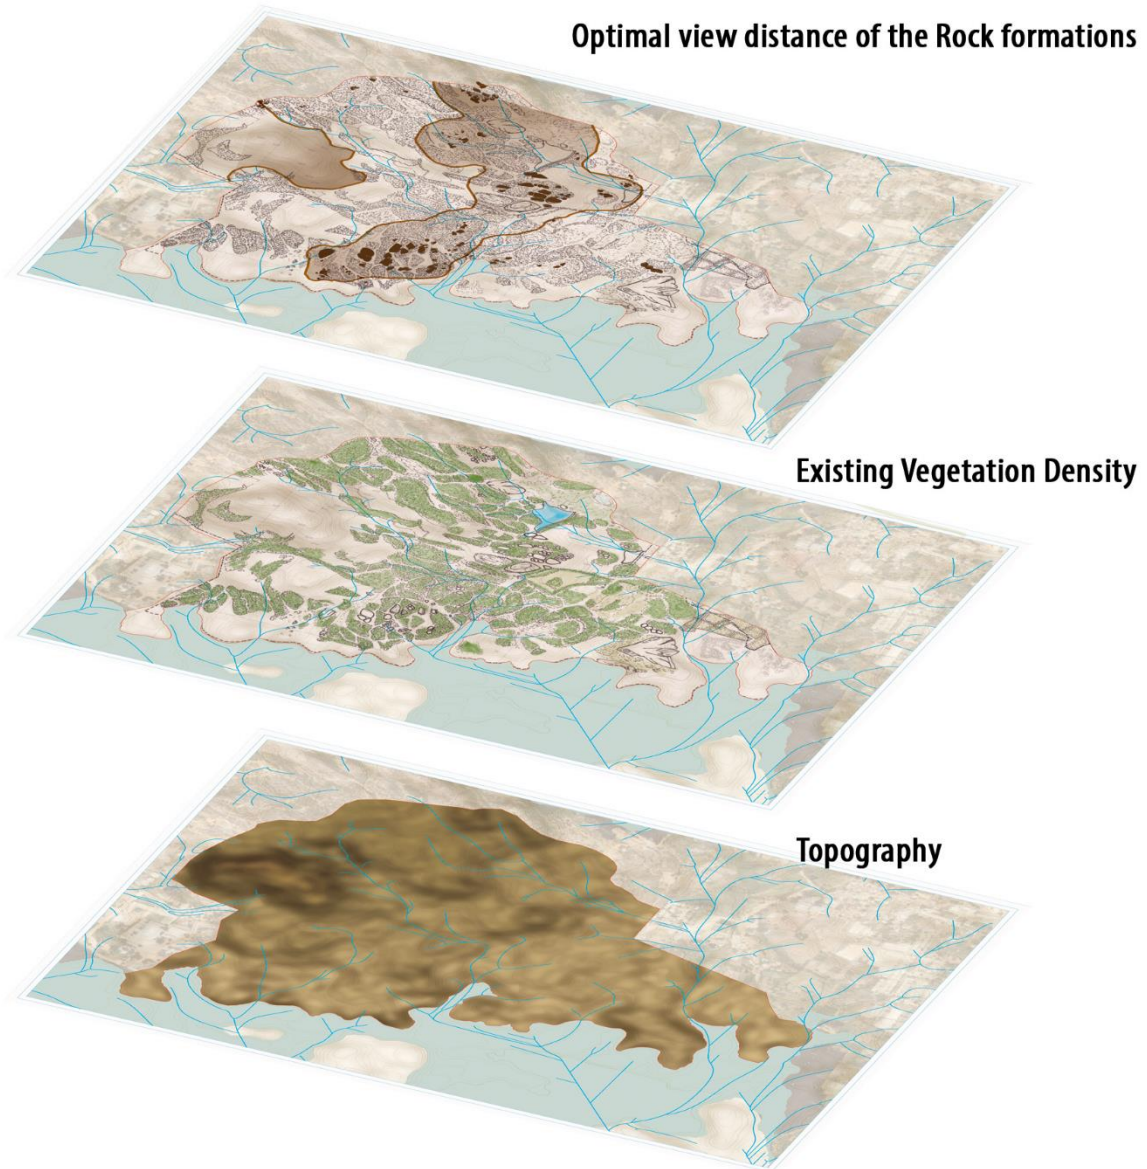 Optimal view distance of the Rock formations
Existing Vegetation Density
Topography